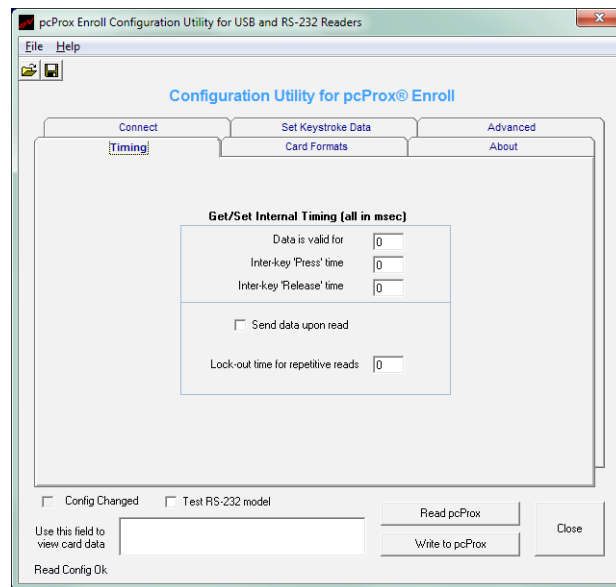 pcProx Enroll Configuration Utility for USB and RS-232 Readers
File Help
Configuration Utility for pcProx® Enroll
Connect Set Keystroke Data Advanced
Timing Card Formats About
Get/Set Internal Timing (all in msec)
Data is valid for 0
Inter-key 'Press' time 0
Inter-key 'Release' time 0
Send data upon read
Lock-out time for repetitive reads 0
Config Changed Test RS-232 model
Read pcProx
Use this field to
view card data
Close
Write to pcProx
Read Config Ok